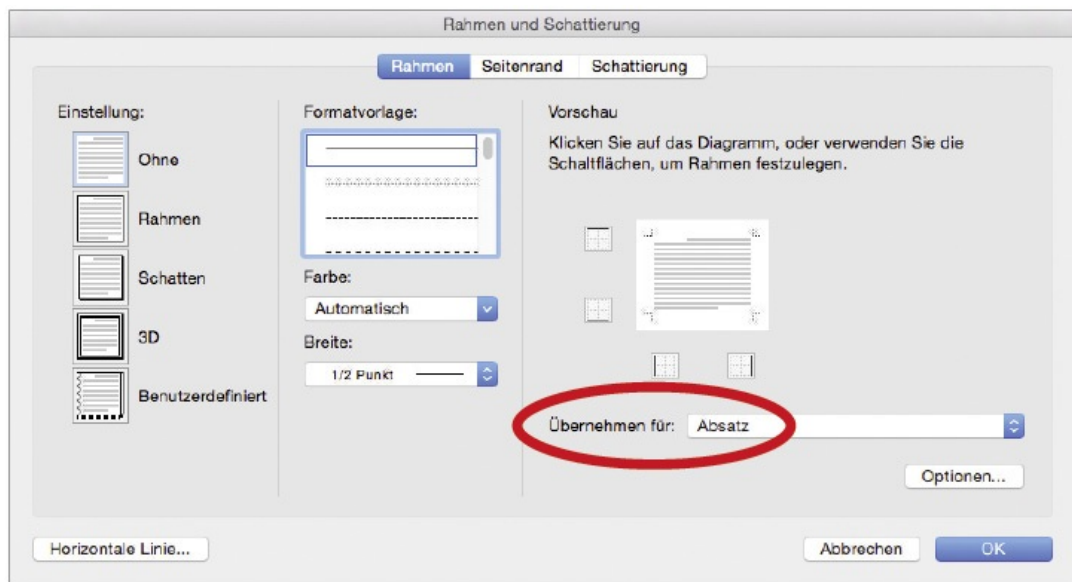 Rahmen und Schattierung
Rahmen
Seitenrand
Schattierung
Einstellung:
Ohne
Rahmen
Schatten
3D
Benutzerdefiniert
Formatvorlage:
Farbe:
Automatisch
Breite:
1/2 Punkt
Vorschau
Klicken Sie auf das Diagramm, oder verwenden Sie die
Schaltflächen, um Rahmen festzulegen.
Übernehmen für: Absatz
Optionen...
Horizontale Linie...
Abbrechen
OK